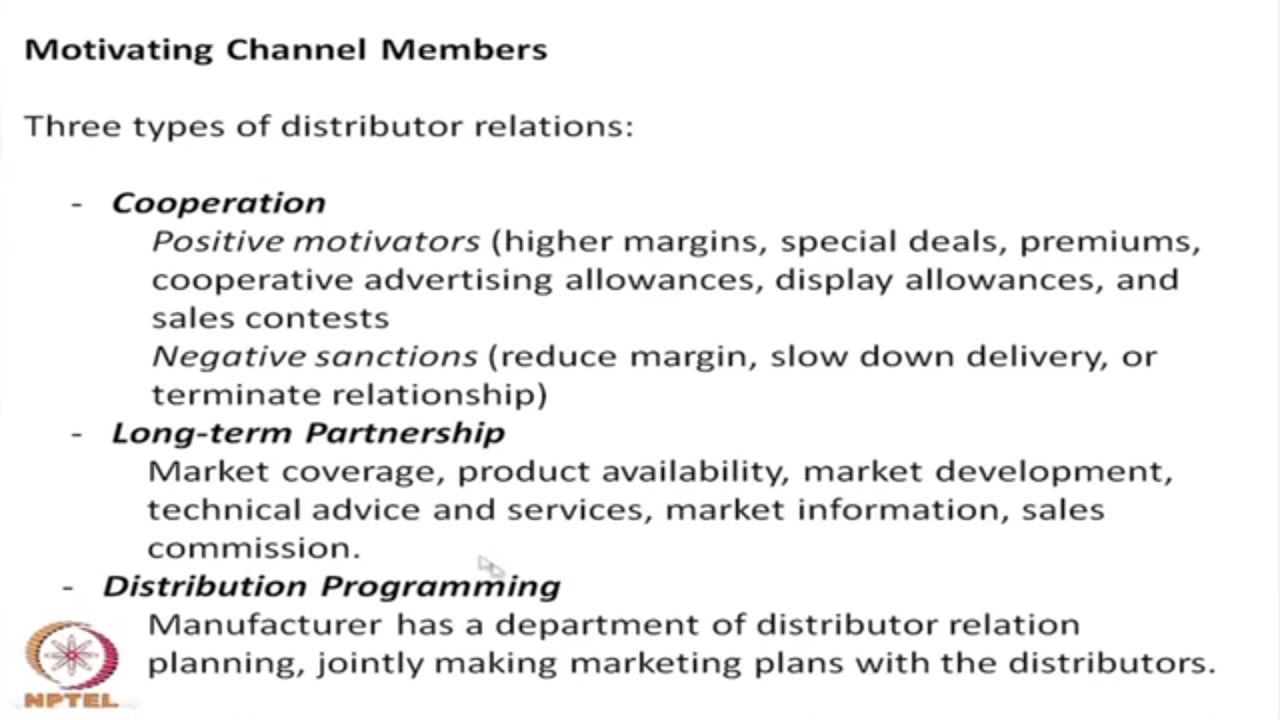 Motivating Channel Members
Three types of distributor relations:
- Cooperation
Positive motivators (higher margins, special deals, premiums,
cooperative advertising allowances, display allowances, and
sales contests
Negative sanctions (reduce margin, slow down delivery, or
terminate relationship)
- Long-term Partnership
Market coverage, product availability, market development,
technical advice and services, market information, sales
commission.
- Distribution Programming
Manufacturer has a department of distributor relation
planning, jointly making marketing plans with the distributors.
NPTEL